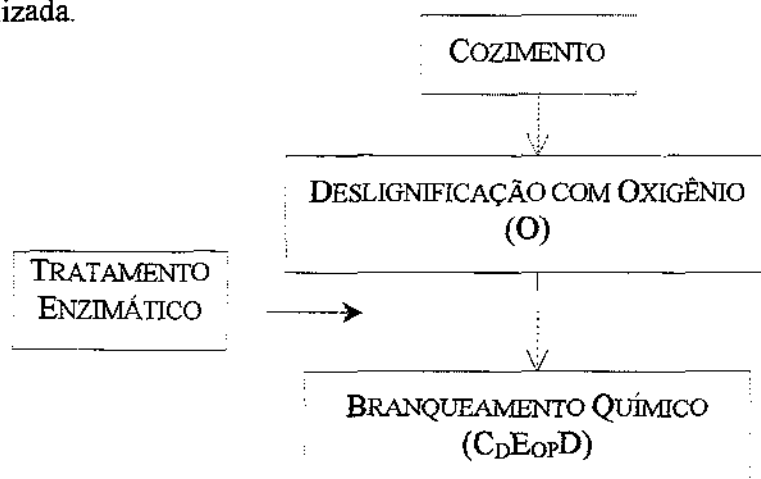 izada.
COZIMENTO
DESLIGNIFICAÇÃO COM OXIGÊNIO
(O)
TRATAMENTO
ENZIMÁTICO
BRANQUEAMENTO QUÍMICO
(CDEOPD)